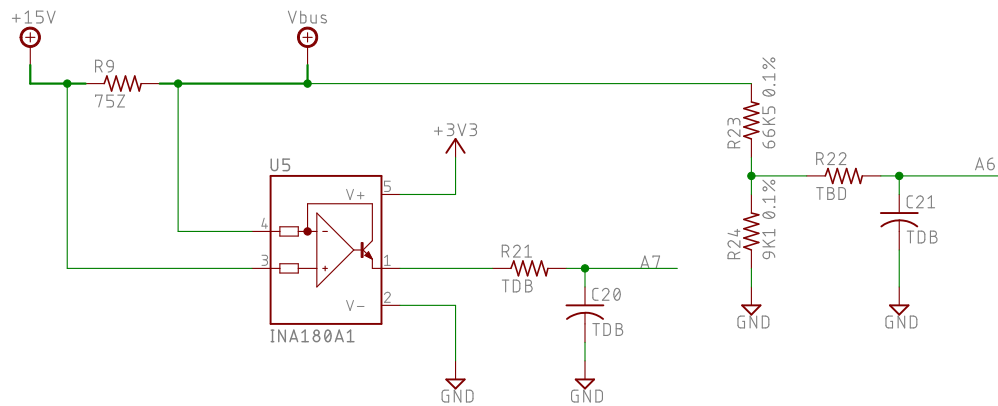 +15V
Vbus
R9
75Z
R23
66K5 0.1%
+3V3
U5
V+
5
4
3
1
2
V-
INA180A1
R21
TDB
A7
C20
TDB
R22
TBD
A6
C21
TDB
R24
9K1 0.1%
GND
GND
GND
GND